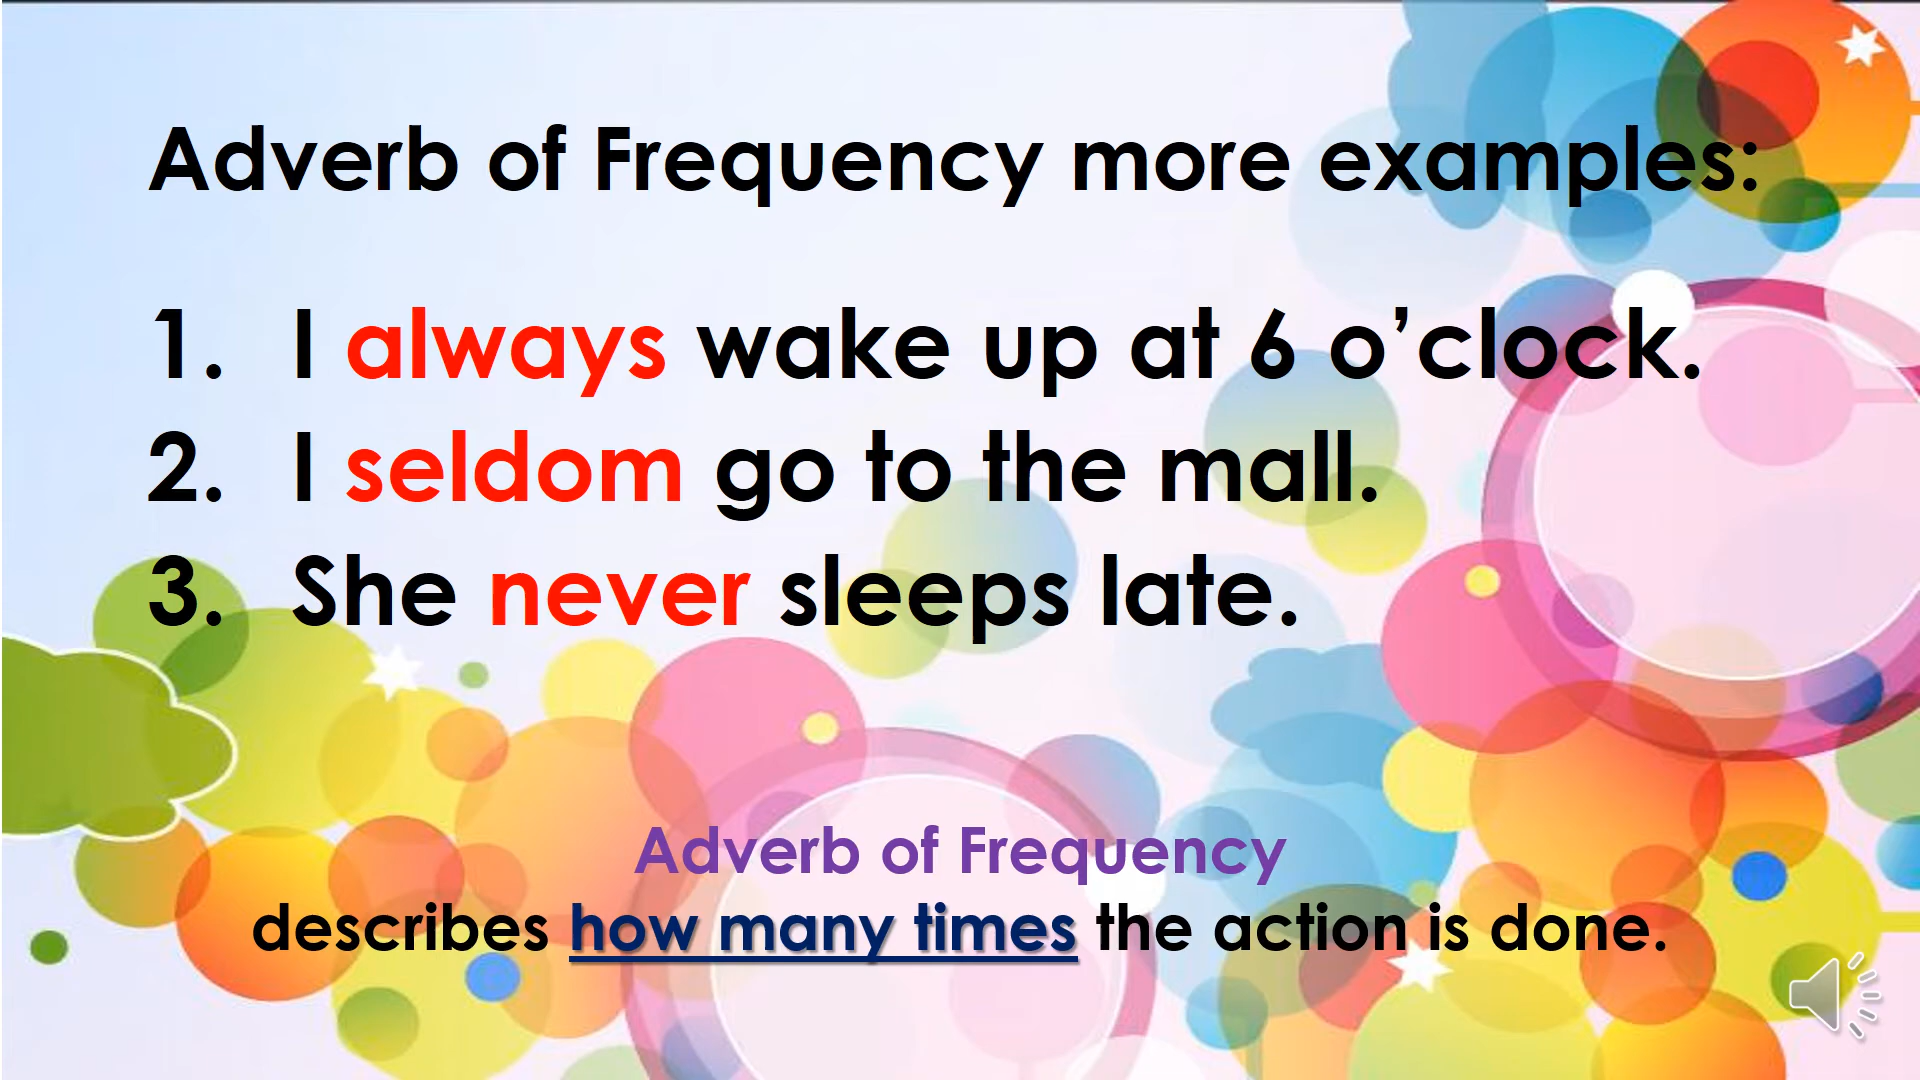 Adverb of Frequency more examples:
1. I always wake up at 6 o’clock.
2. I seldom go to the mall.
3. She never sleeps late.
Adverb of Frequency
describes how many times the action is done.